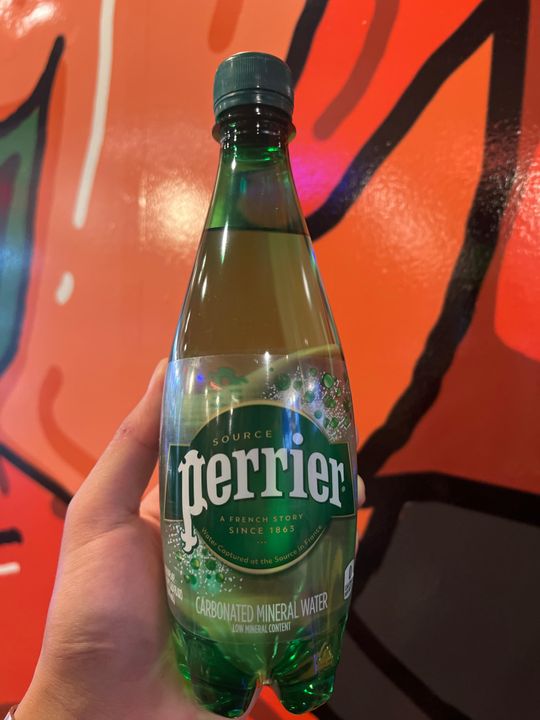 SOURCE
perrier®
A FRENCH STORY
SINCE 1863
Water Captured at the Source in France
CARBONATED MINERAL WATER
LOW MINERAL CONTENT